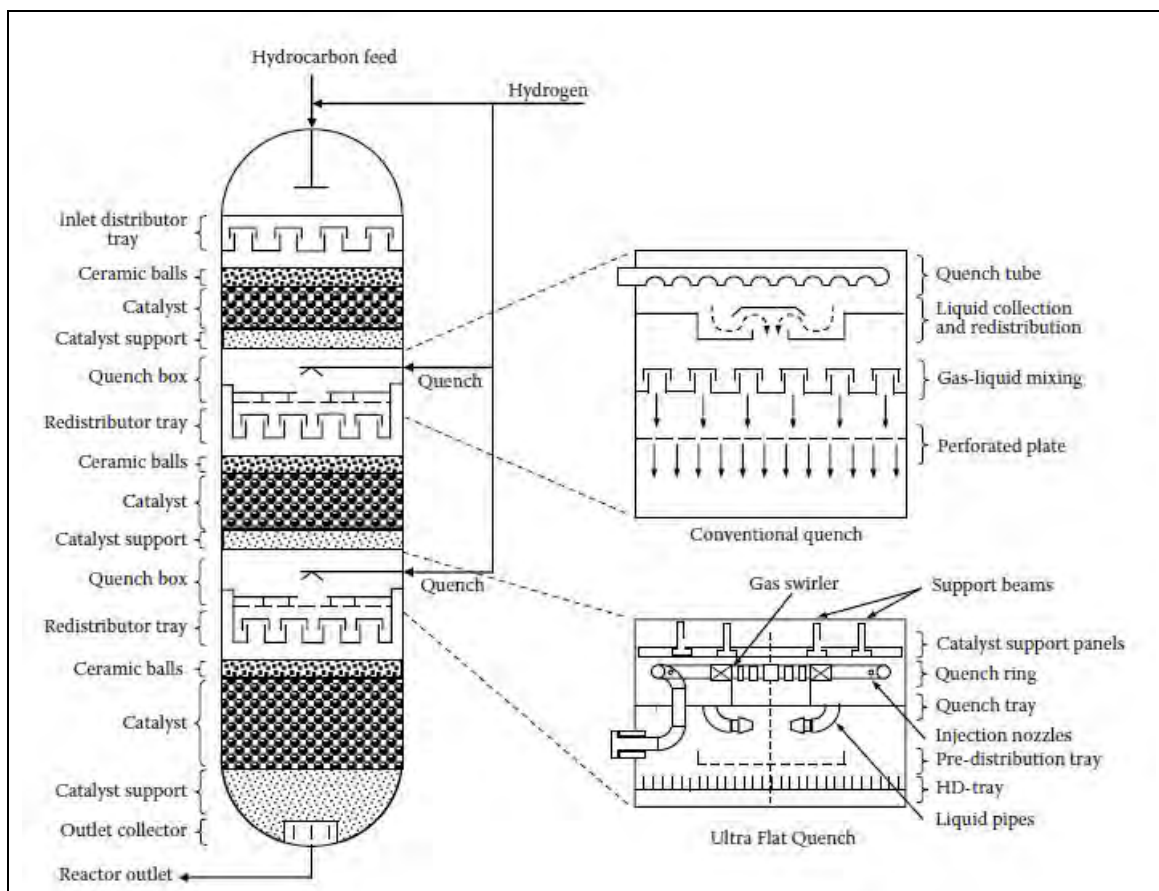 Hydrocarbon feed
Hydrogen
Inlet distributor
tray
Ceramic balls
Catalyst
Catalyst support
Quench box
Quench
Redistributor tray
Ceramic balls
Catalyst
Catalyst support
Quench box
Quench
Redistributor tray
Ceramic balls
Catalyst
Catalyst support
Outlet collector
Reactor outlet
Quench tube
Liquid collection
and redistribution
Gas-liquid mixing
Perforated plate
Conventional quench
Gas swirler
Support beams
Catalyst support panels
Quench ring
Quench tray
Injection nozzles
Pre-distribution tray
HD-tray
Liquid pipes
Ultra Flat Quench